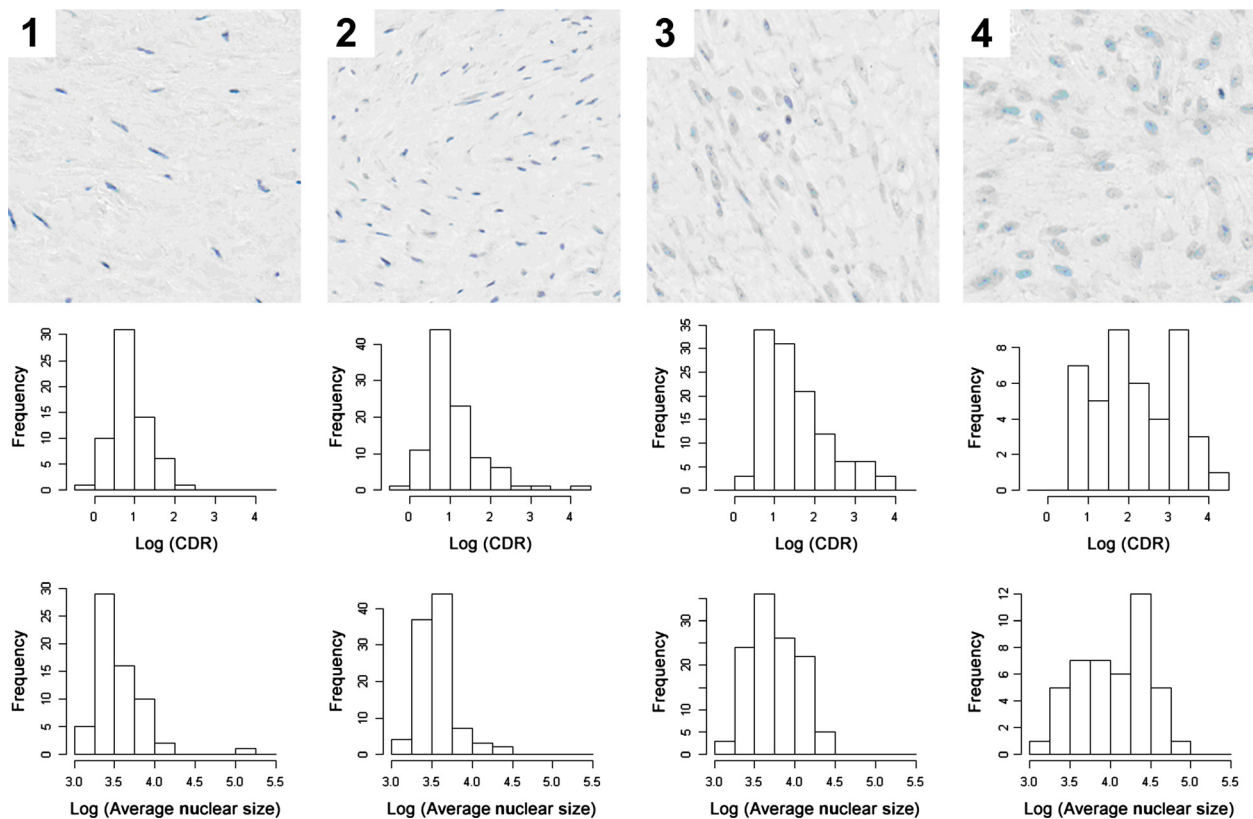 1 2 3 4
Frequency 0 5 10 15 20 25 30
0 1 2 3 4
Log (CDR)
Frequency 0 10 20 30 40
0 1 2 3 4
Log (CDR)
Frequency 0 5 10 15 20 25 30 35
0 1 2 3 4
Log (CDR)
Frequency 0 2 4 6 8
0 1 2 3 4
Log (CDR)
Frequency 0 5 10 15 20 25 30
3.0 3.5 4.0 4.5 5.0 5.5
Log (Average nuclear size)
Frequency 0 10 20 30 40
3.0 3.5 4.0 4.5 5.0 5.5
Log (Average nuclear size)
Frequency 0 5 10 20 30
3.0 3.5 4.0 4.5 5.0 5.5
Log (Average nuclear size)
Frequency 0 2 4 6 8 10 12
3.0 3.5 4.0 4.5 5.0 5.5
Log (Average nuclear size)